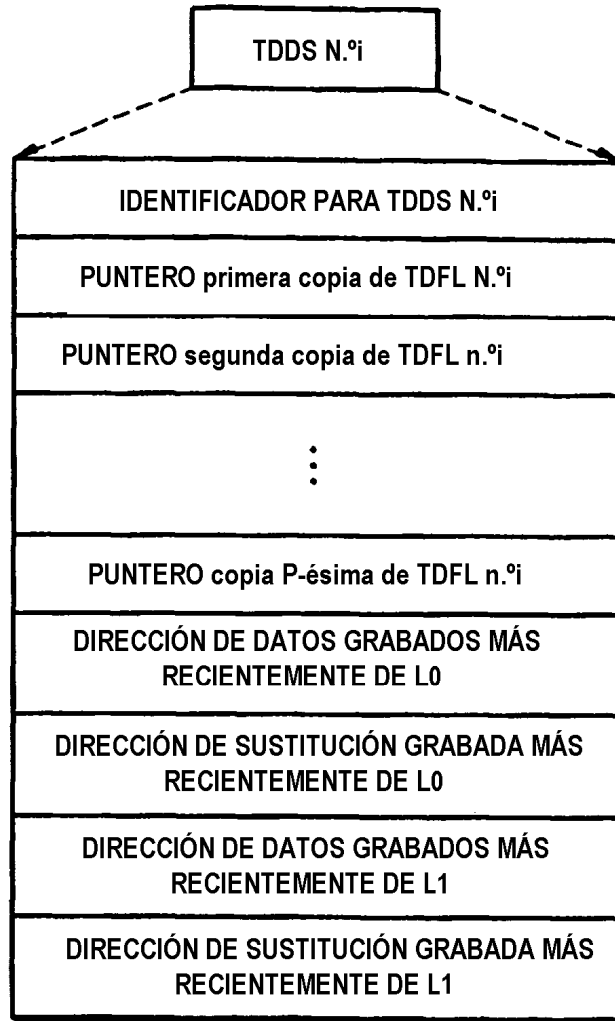 TDDS N.ºi
IDENTIFICADOR PARA TDDS N.ºi
PUNTERO primera copia de TDFL N.ºi
PUNTERO segunda copia de TDFL n.ºi
PUNTERO copia P-ésima de TDFL n.ºi
DIRECCIÓN DE DATOS GRABADOS MÁS
RECIENTEMENTE DE L0
DIRECCIÓN DE SUSTITUCIÓN GRABADA MÁS
RECIENTEMENTE DE L0
DIRECCIÓN DE DATOS GRABADOS MÁS
RECIENTEMENTE DE L1
DIRECCIÓN DE SUSTITUCIÓN GRABADA MÁS
RECIENTEMENTE DE L1